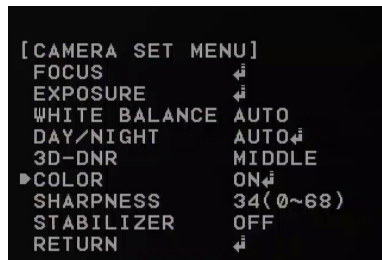 [CAMERA SET MENU]
FOCUS ↲
EXPOSURE ↲
WHITE BALANCE AUTO
DAY/NIGHT AUTO↲
3D-DNR MIDDLE
▶COLOR ON↲
SHARPNESS 34(0~68)
STABILIZER OFF
RETURN ↲